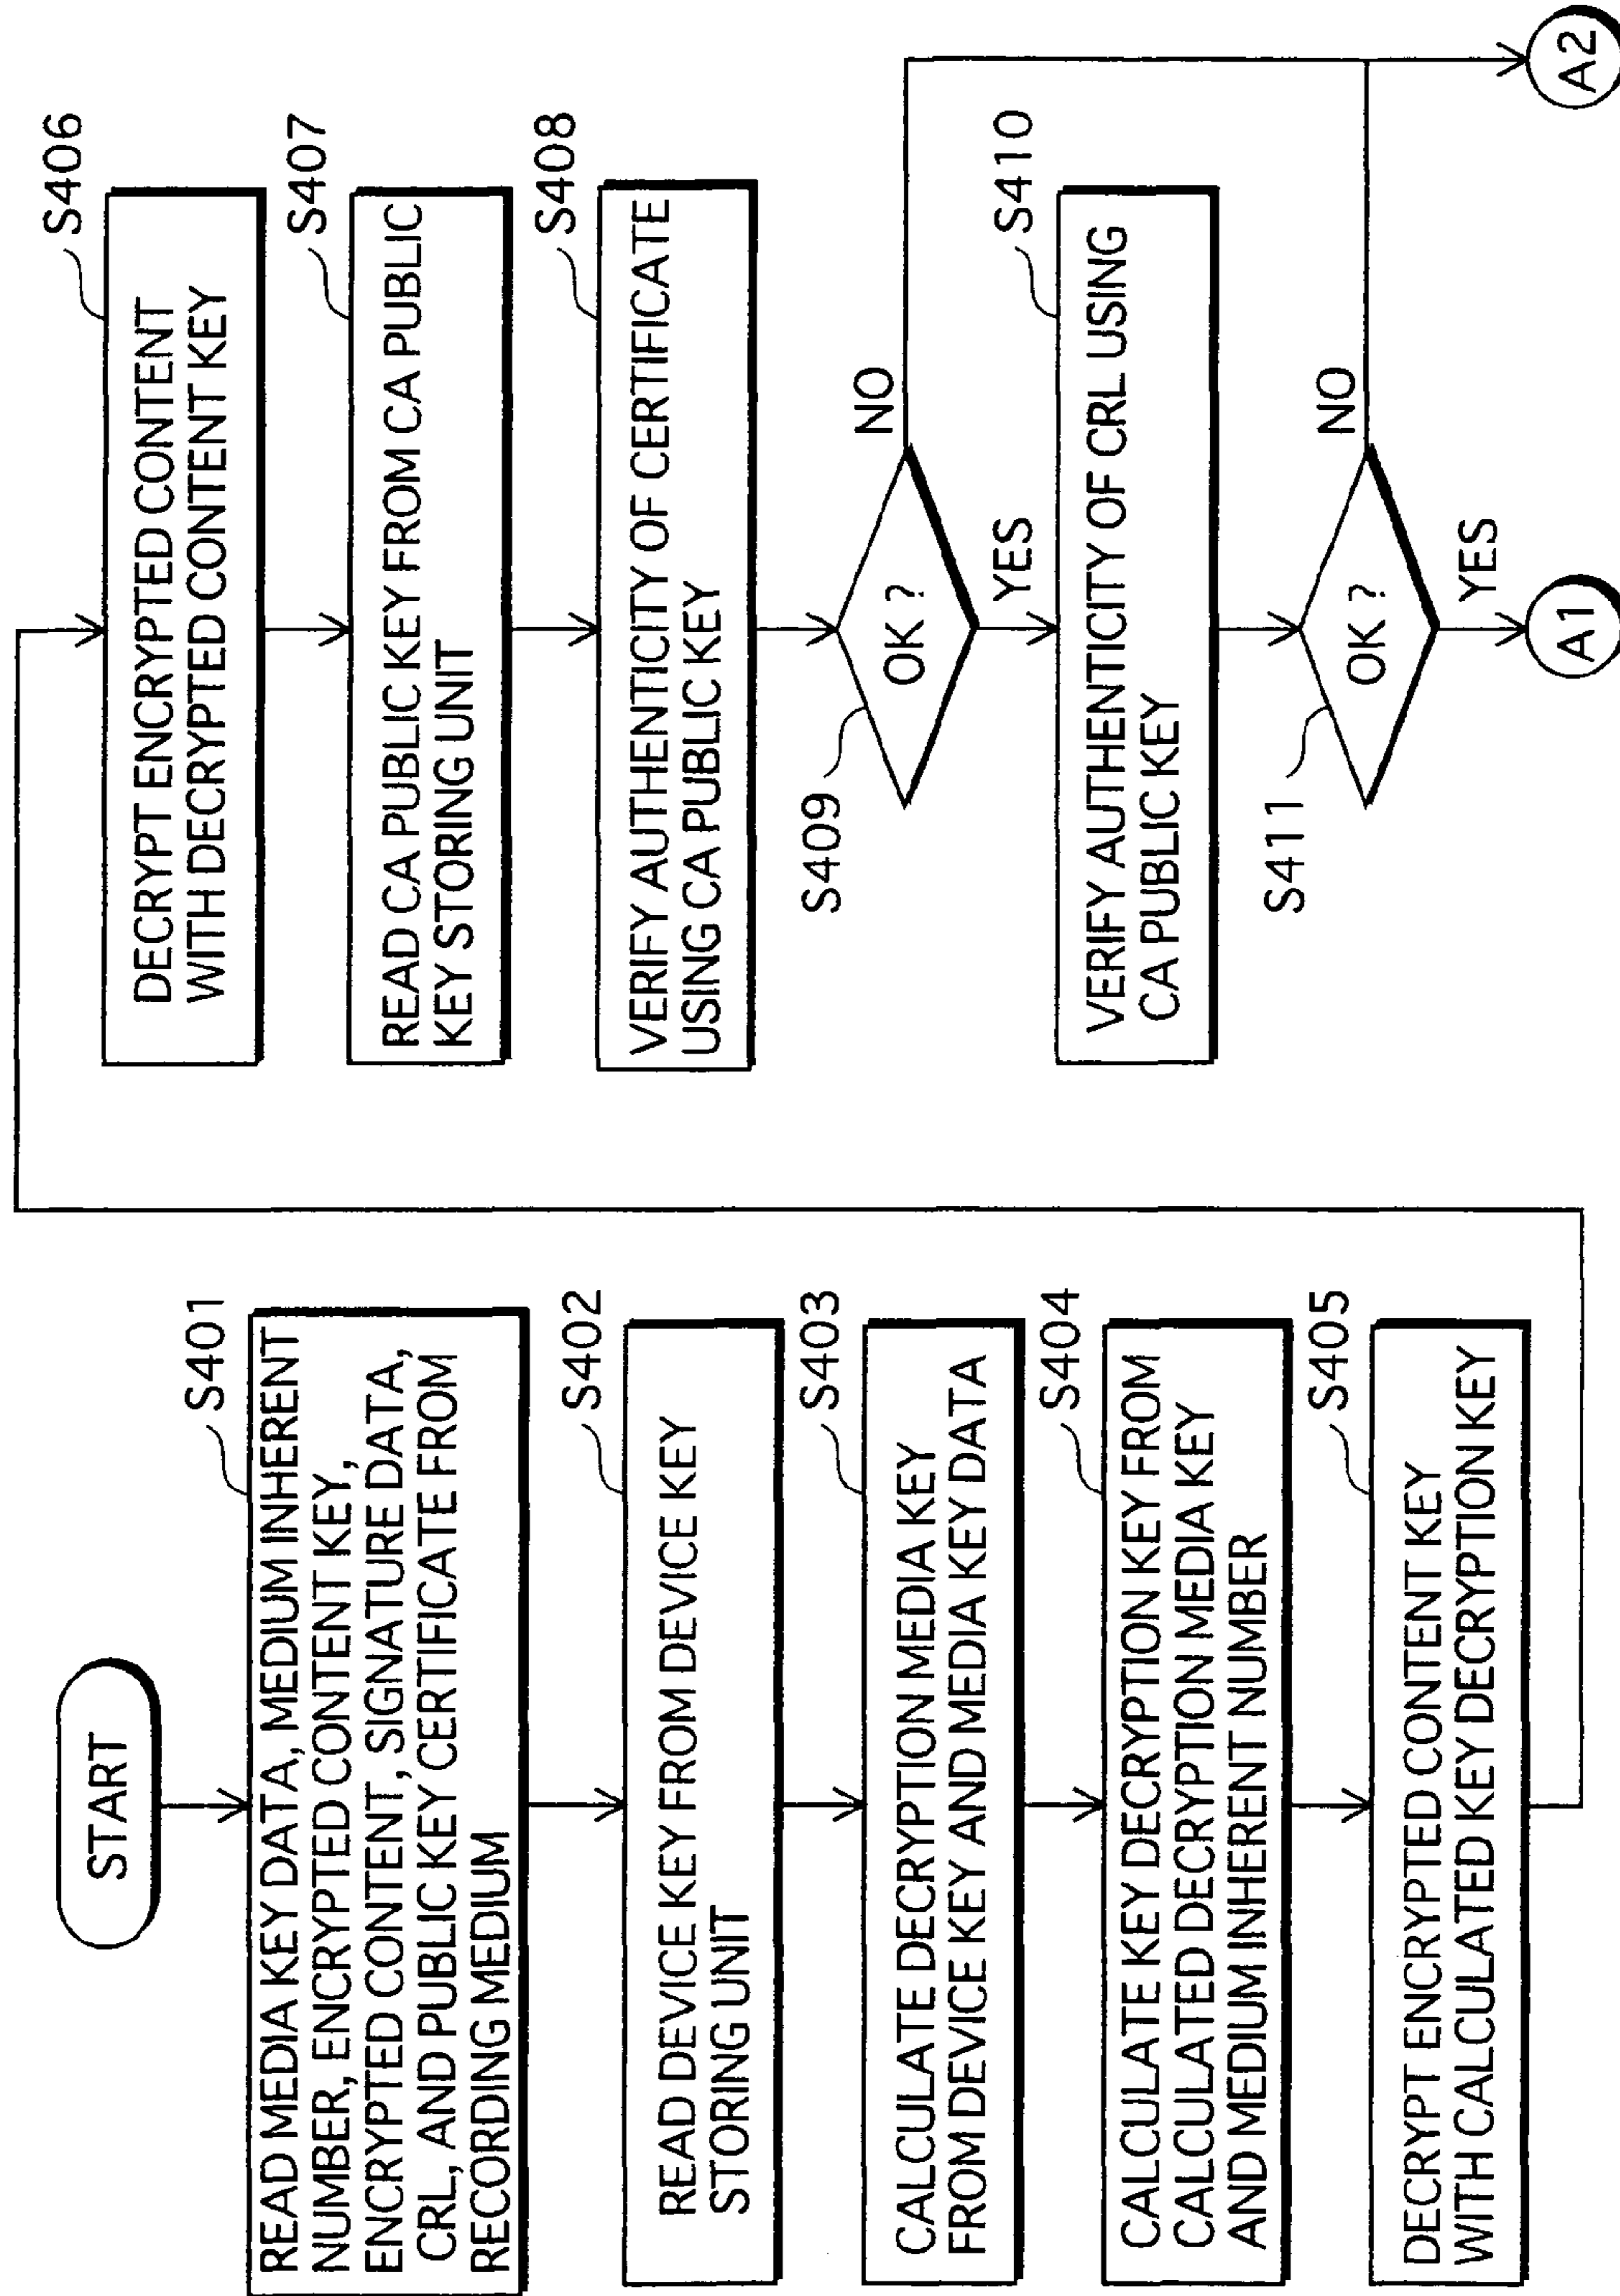 START
S401
READ MEDIA KEY DATA, MEDIUM INHERENT
NUMBER, ENCRYPTED CONTENT KEY,
ENCRYPTED CONTENT, SIGNATURE DATA,
CRL, AND PUBLIC KEY CERTIFICATE FROM
RECORDING MEDIUM
S402
READ DEVICE KEY FROM DEVICE KEY
STORING UNIT
S403
CALCULATE DECRYPTION MEDIA KEY
FROM DEVICE KEY AND MEDIA KEY DATA
S404
CALCULATE KEY DECRYPTION KEY FROM
CALCULATED DECRYPTION MEDIA KEY
AND MEDIUM INHERENT NUMBER
S405
DECRYPT ENCRYPTED CONTENT KEY
WITH CALCULATED KEY DECRYPTION KEY
S406
DECRYPT ENCRYPTED CONTENT
WITH DECRYPTED CONTENT KEY
S407
READ CA PUBLIC KEY FROM CA PUBLIC
KEY STORING UNIT
S408
VERIFY AUTHENTICITY OF CERTIFICATE
USING CA PUBLIC KEY
S409
OK ?
NO
YES
S410
VERIFY AUTHENTICITY OF CRL USING
CA PUBLIC KEY
S411
OK ?
NO
YES
A1
A2